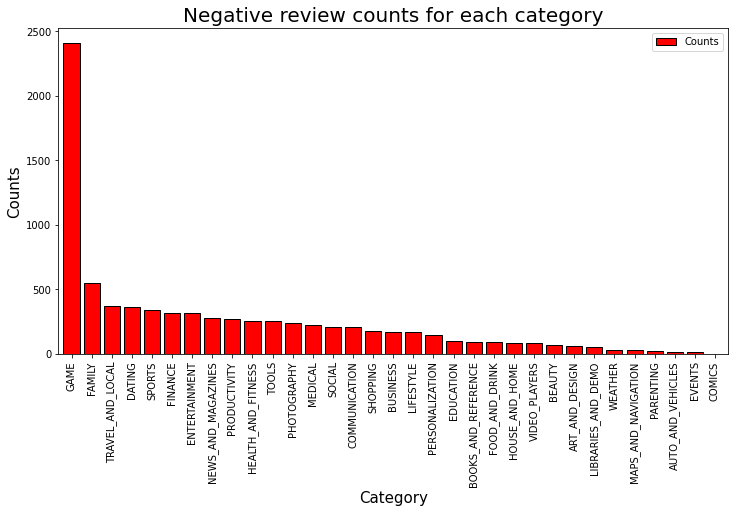 Negative review counts for each category
Counts
Counts
2500
2000
1500
1000
500
0
GAME
FAMILY
TRAVEL_AND_LOCAL
DATING
SPORTS
FINANCE
ENTERTAINMENT
NEWS_AND_MAGAZINES
PRODUCTIVITY
HEALTH_AND_FITNESS
TOOLS
PHOTOGRAPHY
MEDICAL
SOCIAL
COMMUNICATION
SHOPPING
BUSINESS
LIFESTYLE
PERSONALIZATION
EDUCATION
BOOKS_AND_REFERENCE
FOOD_AND_DRINK
HOUSE_AND_HOME
VIDEO_PLAYERS
BEAUTY
ART_AND_DESIGN
LIBRARIES_AND_DEMO
WEATHER
MAPS_AND_NAVIGATION
PARENTING
AUTO_AND_VEHICLES
EVENTS
COMICS
Category